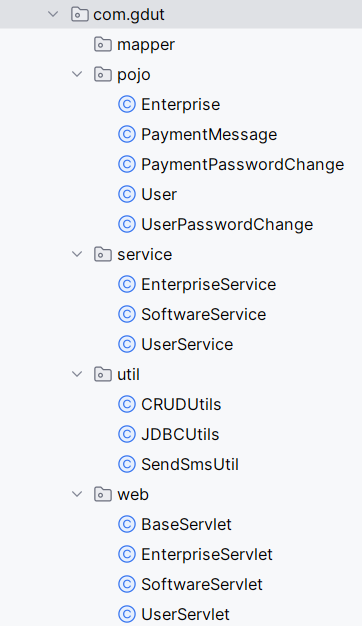 com.gdut
mapper
pojo
Enterprise
PaymentMessage
PaymentPasswordChange
User
UserPasswordChange
service
EnterpriseService
SoftwareService
UserService
util
CRUDUtils
JDBCUtils
SendSmsUtil
web
BaseServlet
EnterpriseServlet
SoftwareServlet
UserServlet